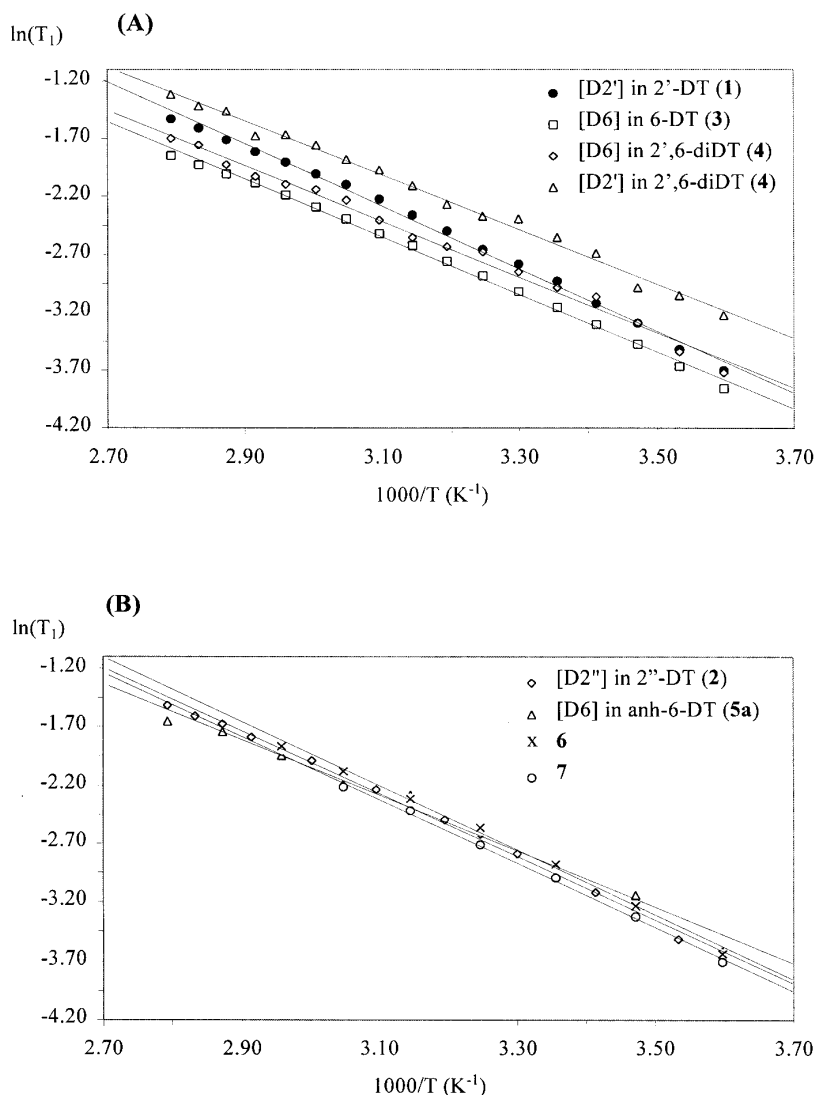 (A)
ln(T₁)
-1.20
-1.70
-2.20
-2.70
-3.20
-3.70
-4.20
[D2'] in 2'-DT (1)
[D6] in 6-DT (3)
[D6] in 2',6-diDT (4)
[D2'] in 2',6-diDT (4)
2.70 2.90 3.10 3.30 3.50 3.70
1000/T (K⁻¹)
(B)
ln(T₁)
-1.20
-1.70
-2.20
-2.70
-3.20
-3.70
-4.20
[D2"] in 2"-DT (2)
[D6] in anh-6-DT (5a)
6
7
2.70 2.90 3.10 3.30 3.50 3.70
1000/T (K⁻¹)